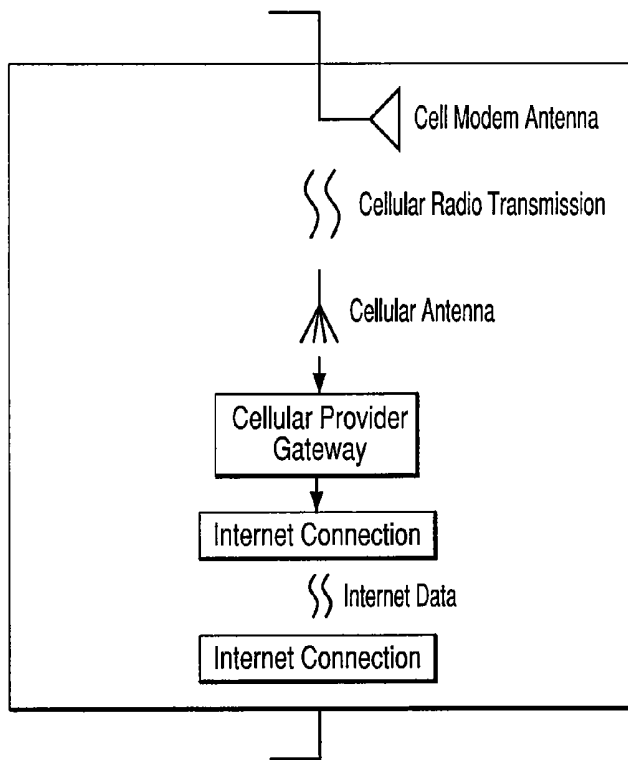 Cell Modem Antenna
Cellular Radio Transmission
Cellular Antenna
Cellular Provider
Gateway
Internet Connection
Internet Data
Internet Connection